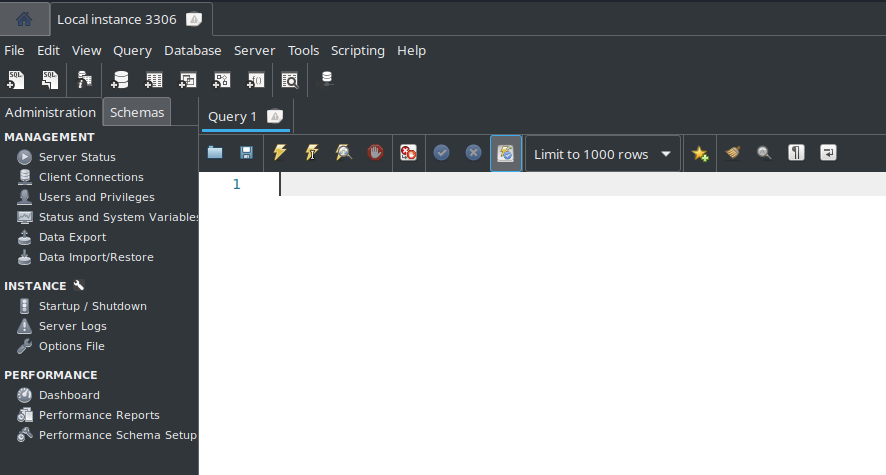 Local instance 3306
File Edit View Query Database Server Tools Scripting Help
SQL SQL
Administration Schemas
Query 1
MANAGEMENT
Server Status
Client Connections
Users and Privileges
Status and System Variables
Data Export
Data Import/Restore
INSTANCE
Startup / Shutdown
Server Logs
Options File
PERFORMANCE
Dashboard
Performance Reports
Performance Schema Setup
Limit to 1000 rows
1